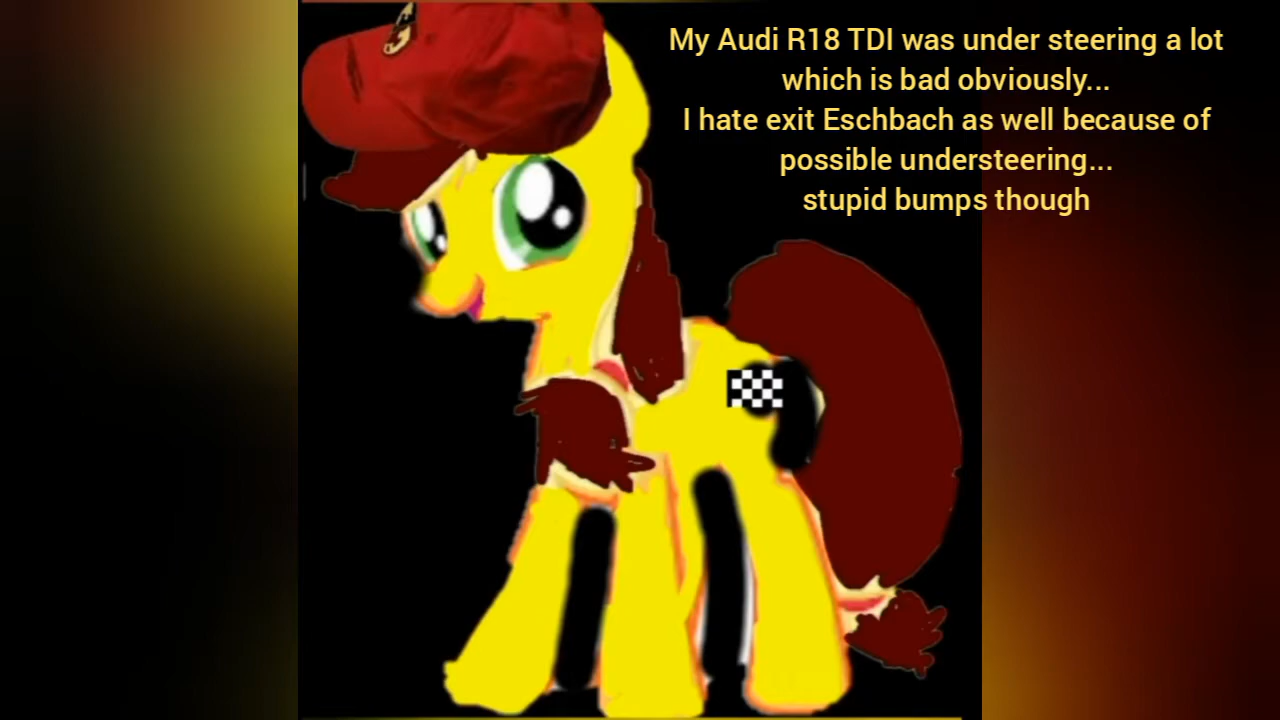 My Audi R18 TDI was under steering a lot
which is bad obviously...
I hate exit Eschbach as well because of
possible understeering...
stupid bumps though